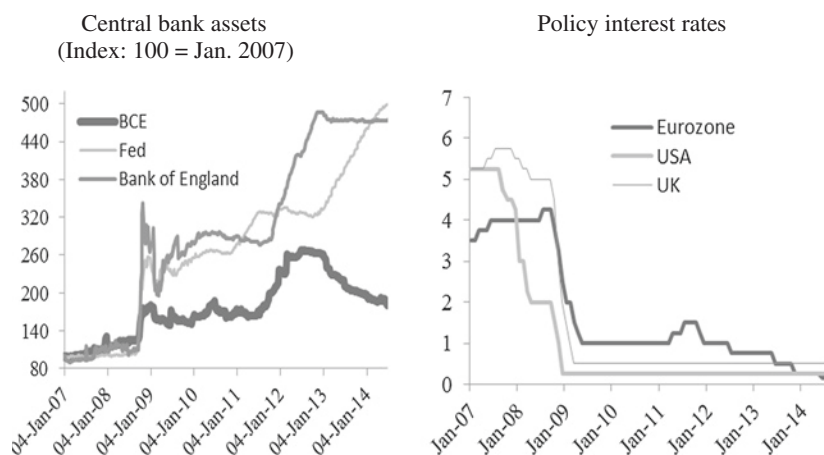 Central bank assets
(Index: 100 = Jan. 2007)
500
440
380
320
260
200
140
80
BCE
Fed
Bank of England
04-Jan-07
04-Jan-08
04-Jan-09
04-Jan-10
04-Jan-11
04-Jan-12
04-Jan-13
04-Jan-14
Policy interest rates
7
6
5
4
3
2
1
0
Eurozone
USA
UK
Jan-07
Jan-08
Jan-09
Jan-10
Jan-11
Jan-12
Jan-13
Jan-14